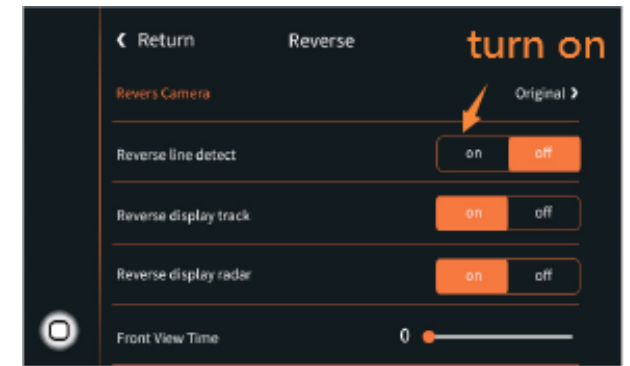 Return Reverse turn on
Revers Camera Original
Reverse line detect on off
Reverse display track on off
Reverse display radar on off
Front View Time 0